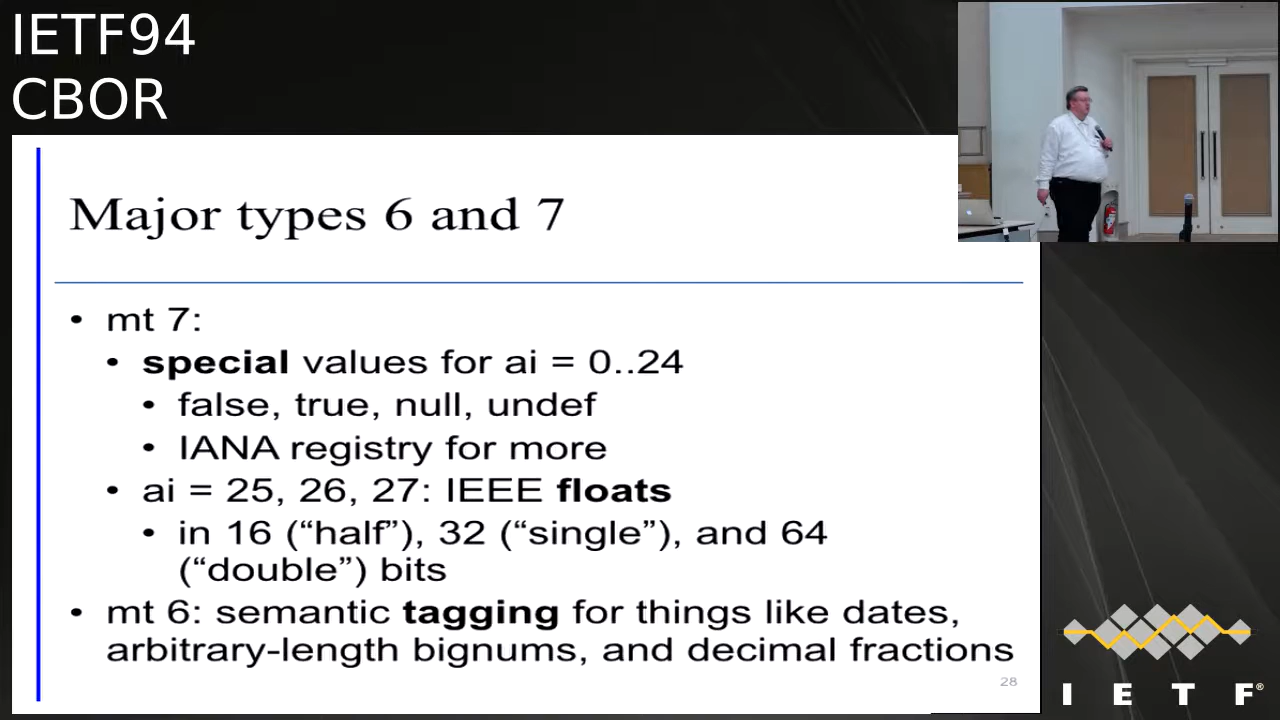 IETF94
CBOR
Major types 6 and 7
• mt 7:
• special values for ai = 0..24
• false, true, null, undef
• IANA registry for more
• ai = 25, 26, 27: IEEE floats
• in 16 (“half”), 32 (“single”), and 64
(“double”) bits
• mt 6: semantic tagging for things like dates,
arbitrary-length bignums, and decimal fractions
28
I E T F®